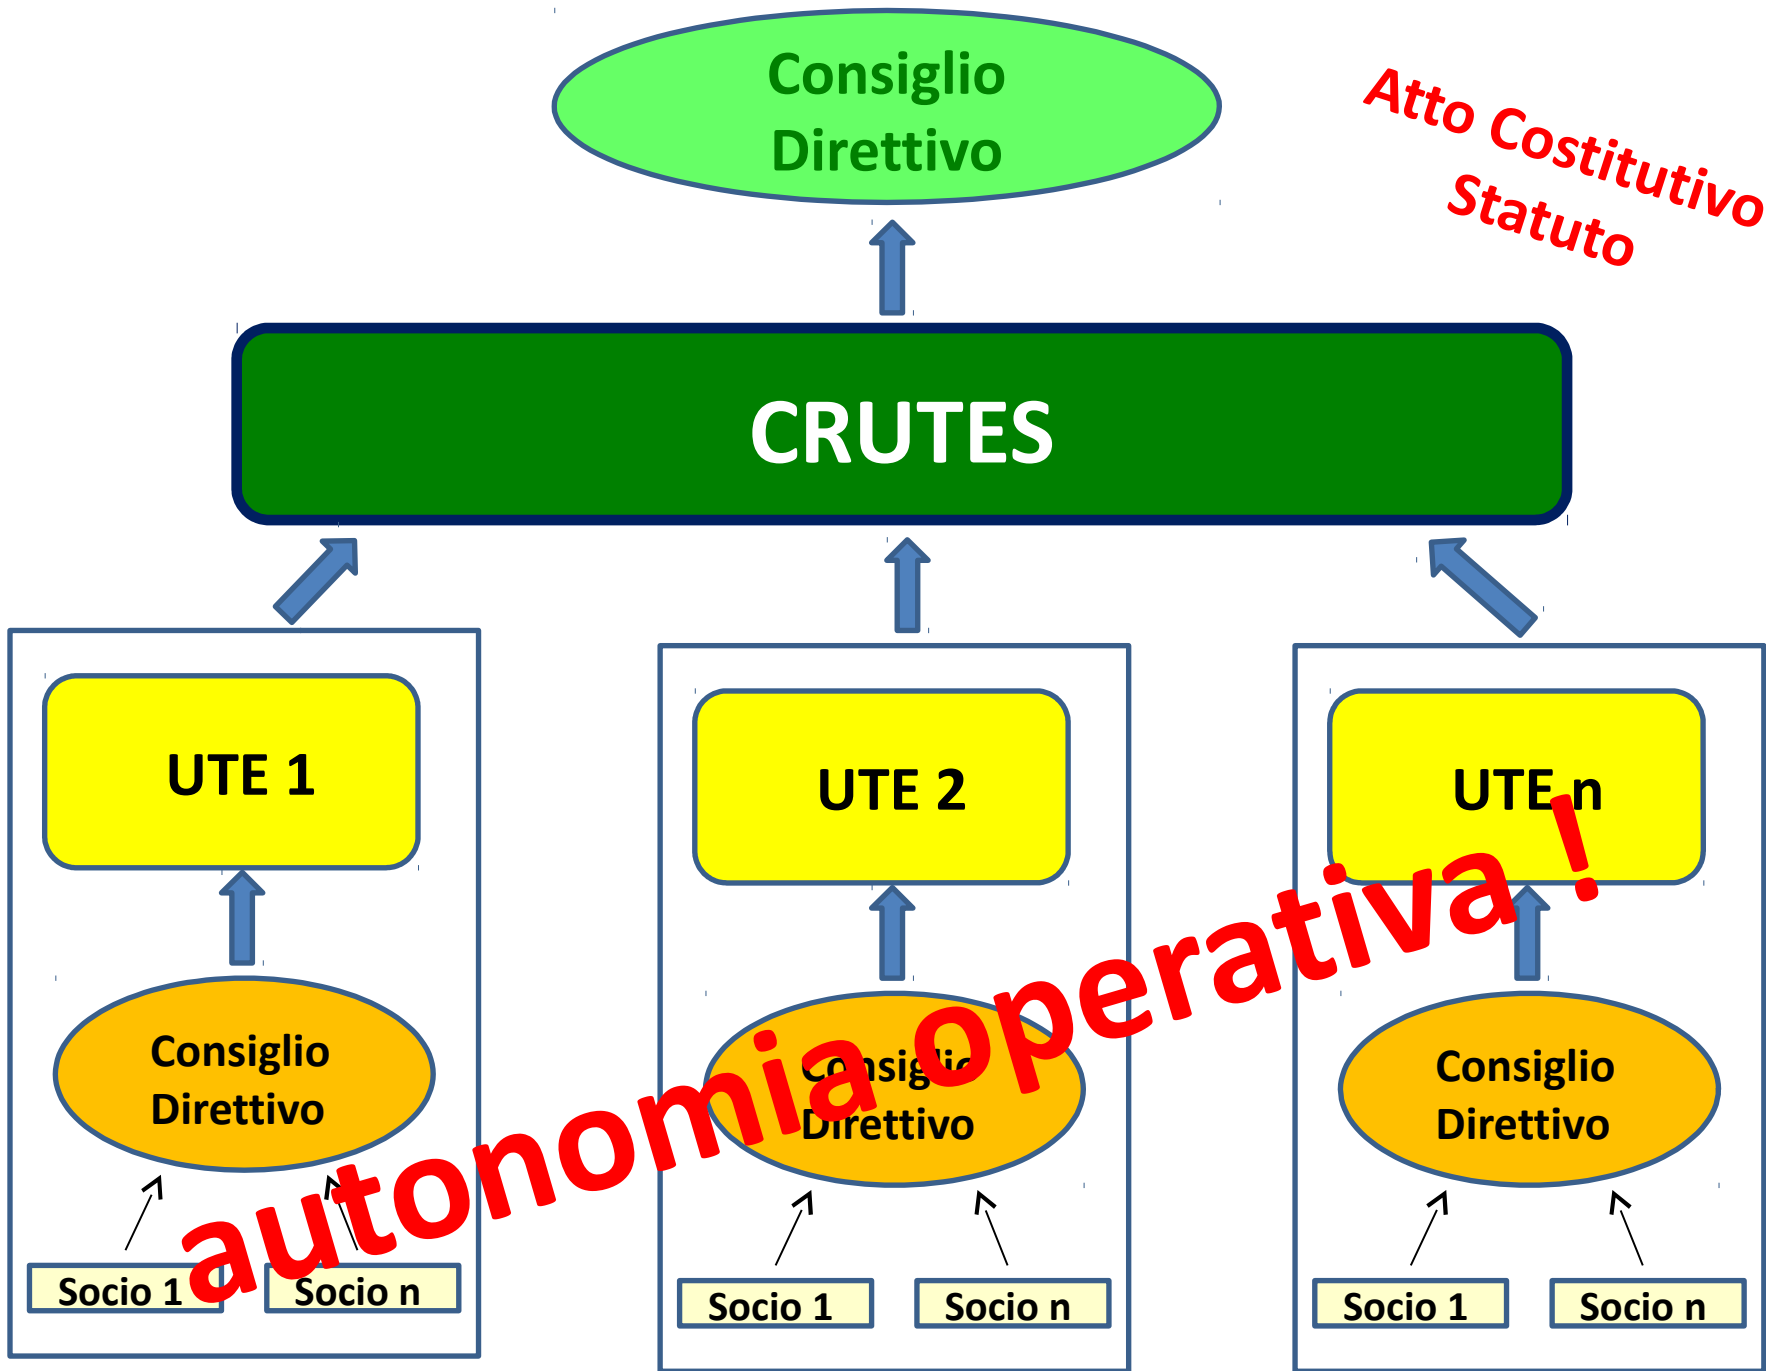 Consiglio
Direttivo
Atto Costitutivo
Statuto
CRUTES
UTE 1
UTE 2
UTE n
autonomia operativa !
Consiglio
Direttivo
Consiglio
Direttivo
Consiglio
Direttivo
Socio 1
Socio n
Socio 1
Socio n
Socio 1
Socio n